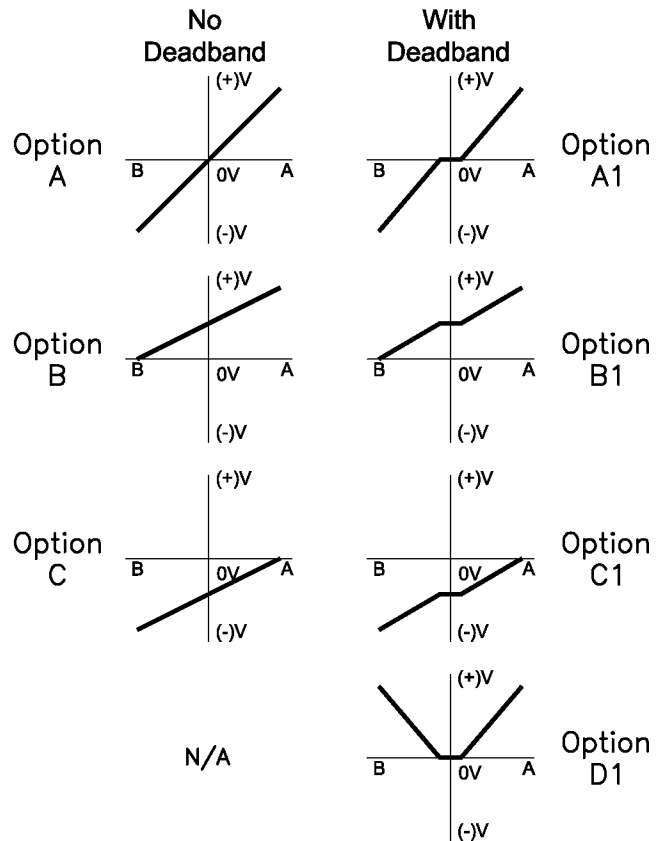 No
Deadband
With
Deadband
(+)V
Option
A
B
0V
A
(-)V
(+)V
B
0V
A
(-)V
Option
A1
(+)V
Option
B
B
0V
A
(-)V
(+)V
B
0V
A
(-)V
Option
B1
(+)V
Option
C
B
0V
A
(-)V
(+)V
B
0V
A
(-)V
Option
C1
N/A
(+)V
B
0V
A
(-)V
Option
D1